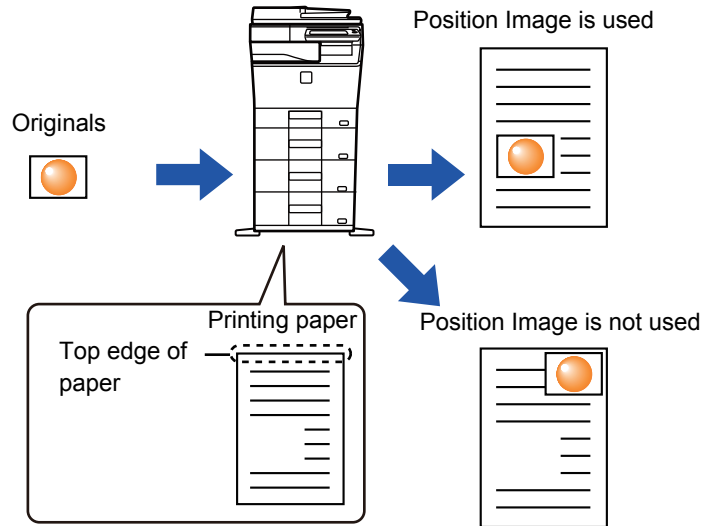 Position Image is used
Originals
Printing paper
Top edge of
paper
Position Image is not used